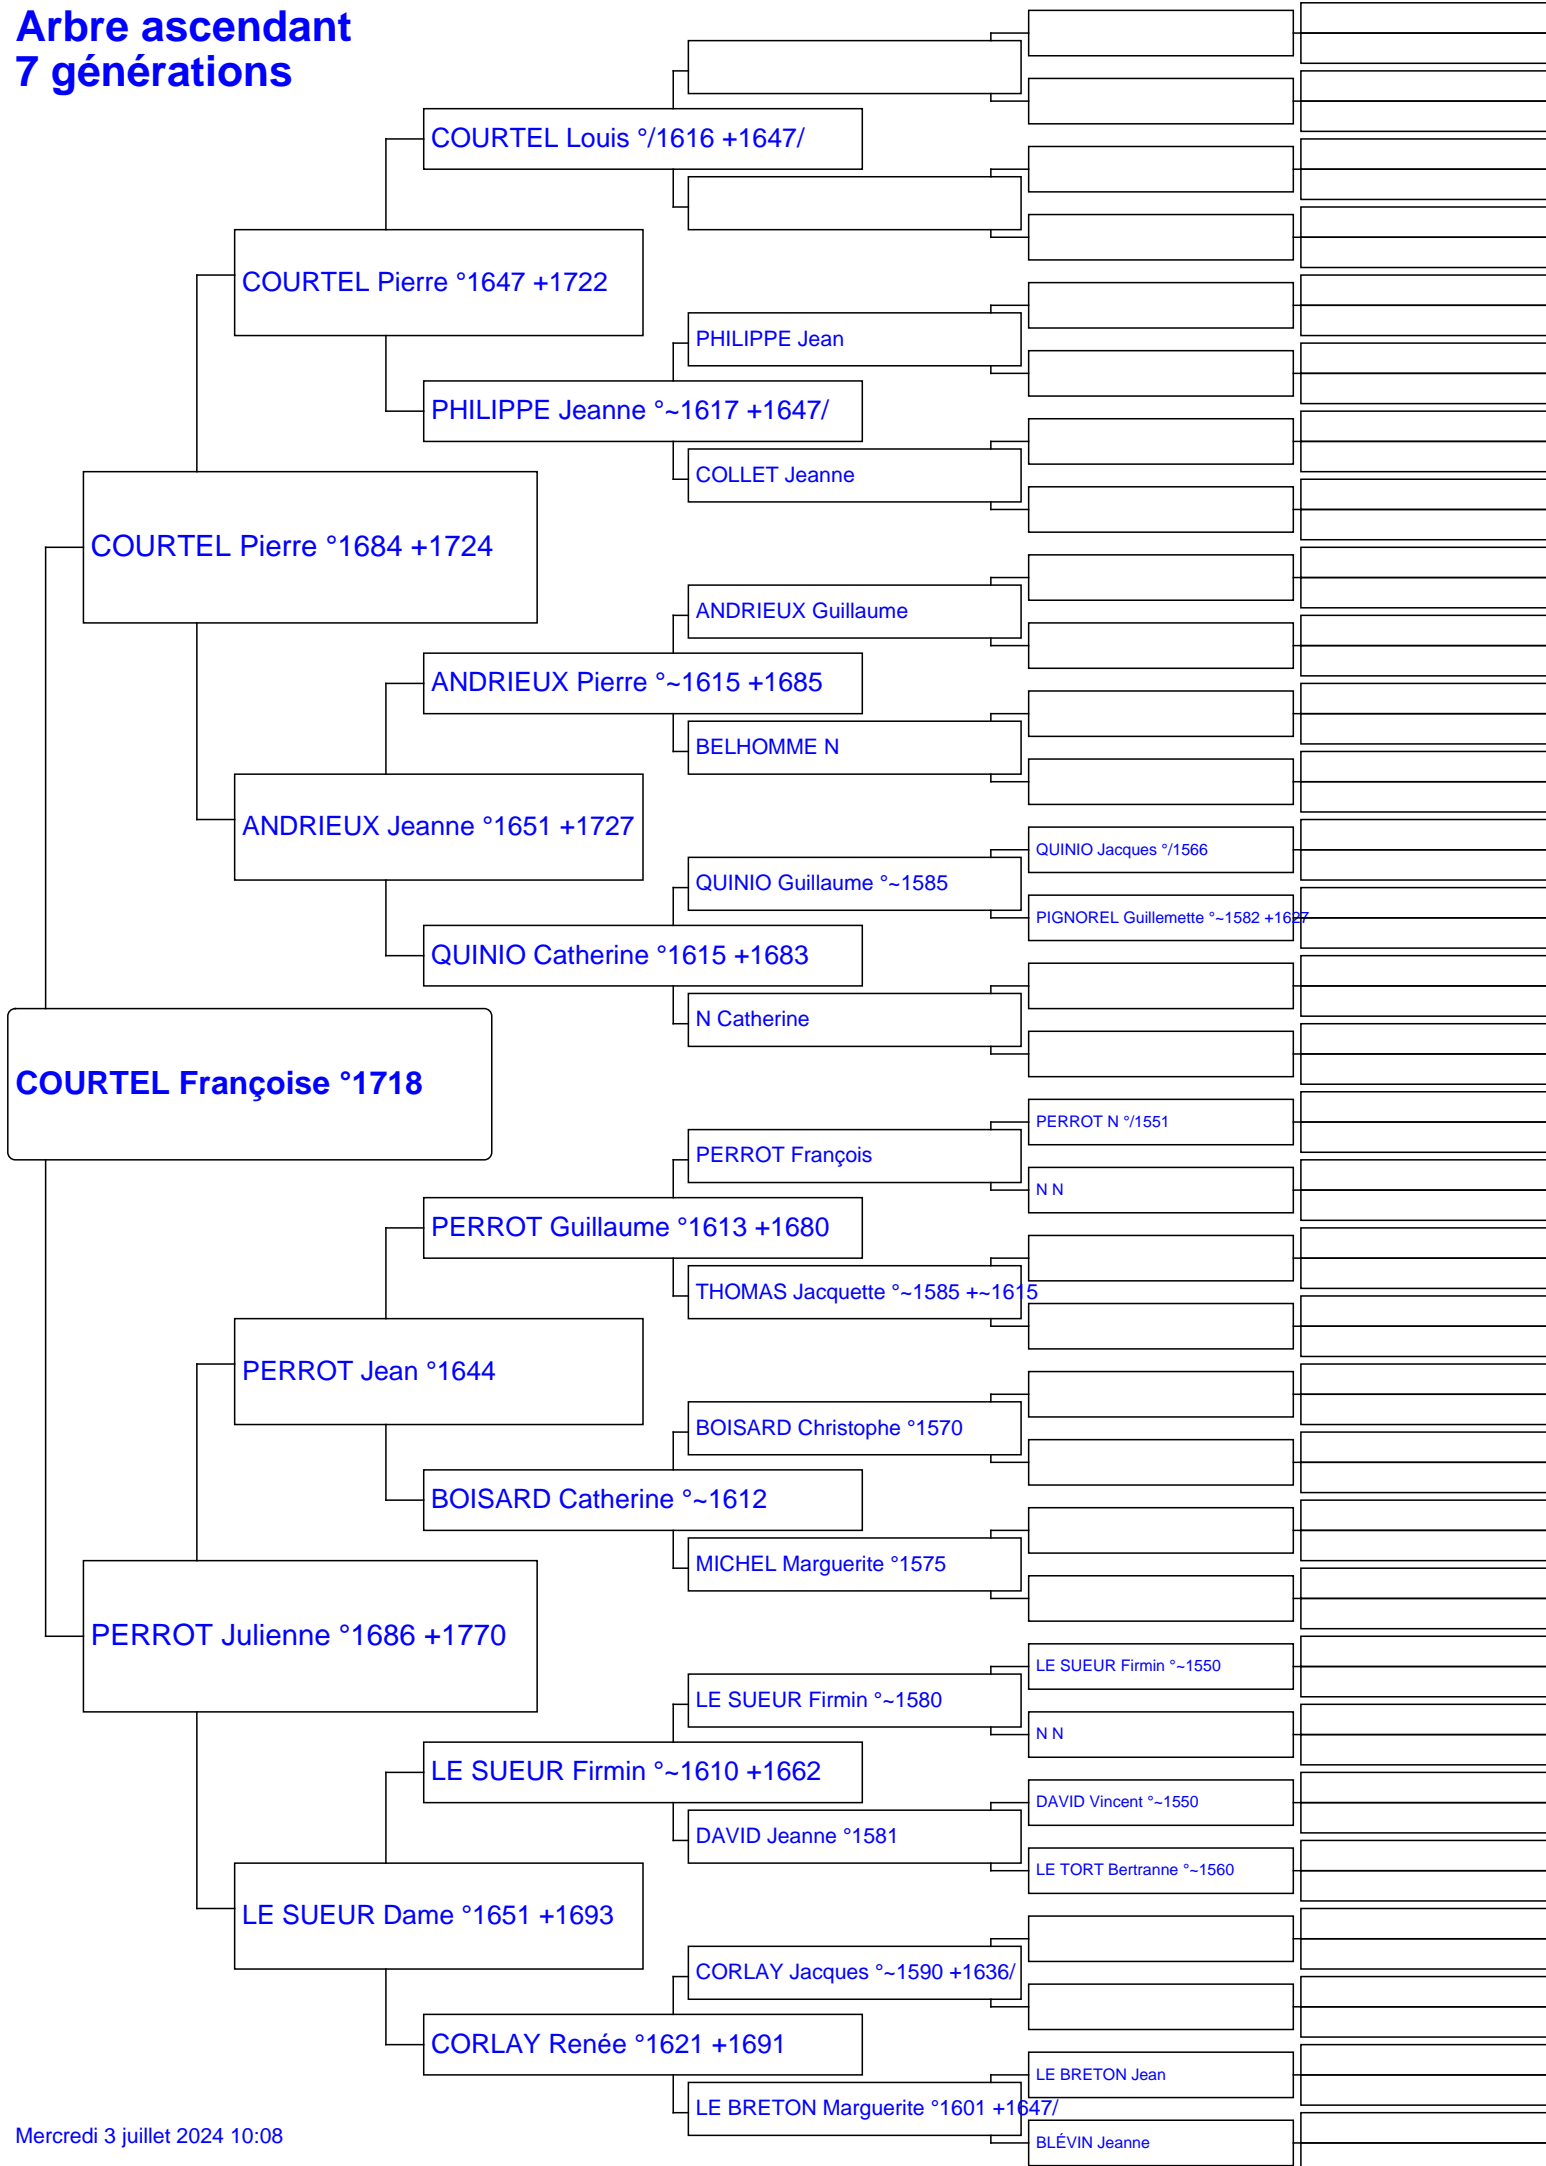 Arbre ascendant
7 générations
COURTEL Louis °/1616 +1647/
COURTEL Pierre °1647 +1722
PHILIPPE Jean
PHILIPPE Jeanne °~1617 +1647/
COLLET Jeanne
COURTEL Pierre °1684 +1724
ANDRIEUX Guillaume
ANDRIEUX Pierre °~1615 +1685
BELHOMME N
ANDRIEUX Jeanne °1651 +1727
QUINIO Jacques °/1566
QUINIO Guillaume °~1585
PIGNOREL Guillemette °~1582 +1627
QUINIO Catherine °1615 +1683
N Catherine
COURTEL Françoise °1718
PERROT N °/1551
PERROT François
N N
PERROT Guillaume °1613 +1680
THOMAS Jacquette °~1585 +~1615
PERROT Jean °1644
BOISARD Christophe °1570
BOISARD Catherine °~1612
MICHEL Marguerite °1575
PERROT Julienne °1686 +1770
LE SUEUR Firmin °~1550
LE SUEUR Firmin °~1580
N N
LE SUEUR Firmin °~1610 +1662
DAVID Vincent °~1550
DAVID Jeanne °1581
LE TORT Bertranne °~1560
LE SUEUR Dame °1651 +1693
CORLAY Jacques °~1590 +1636/
CORLAY Renée °1621 +1691
LE BRETON Jean
LE BRETON Marguerite °1601 +1647/
BLÉVIN Jeanne
Mercredi 3 juillet 2024 10:08